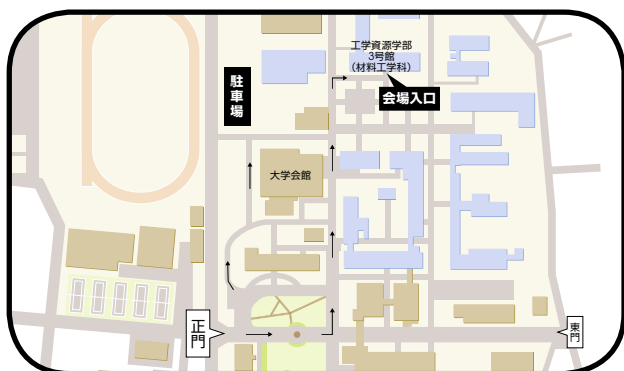 工学資源学部
3号館
（材料工学科）
駐車場
会場入口
大学会館
正門
東門